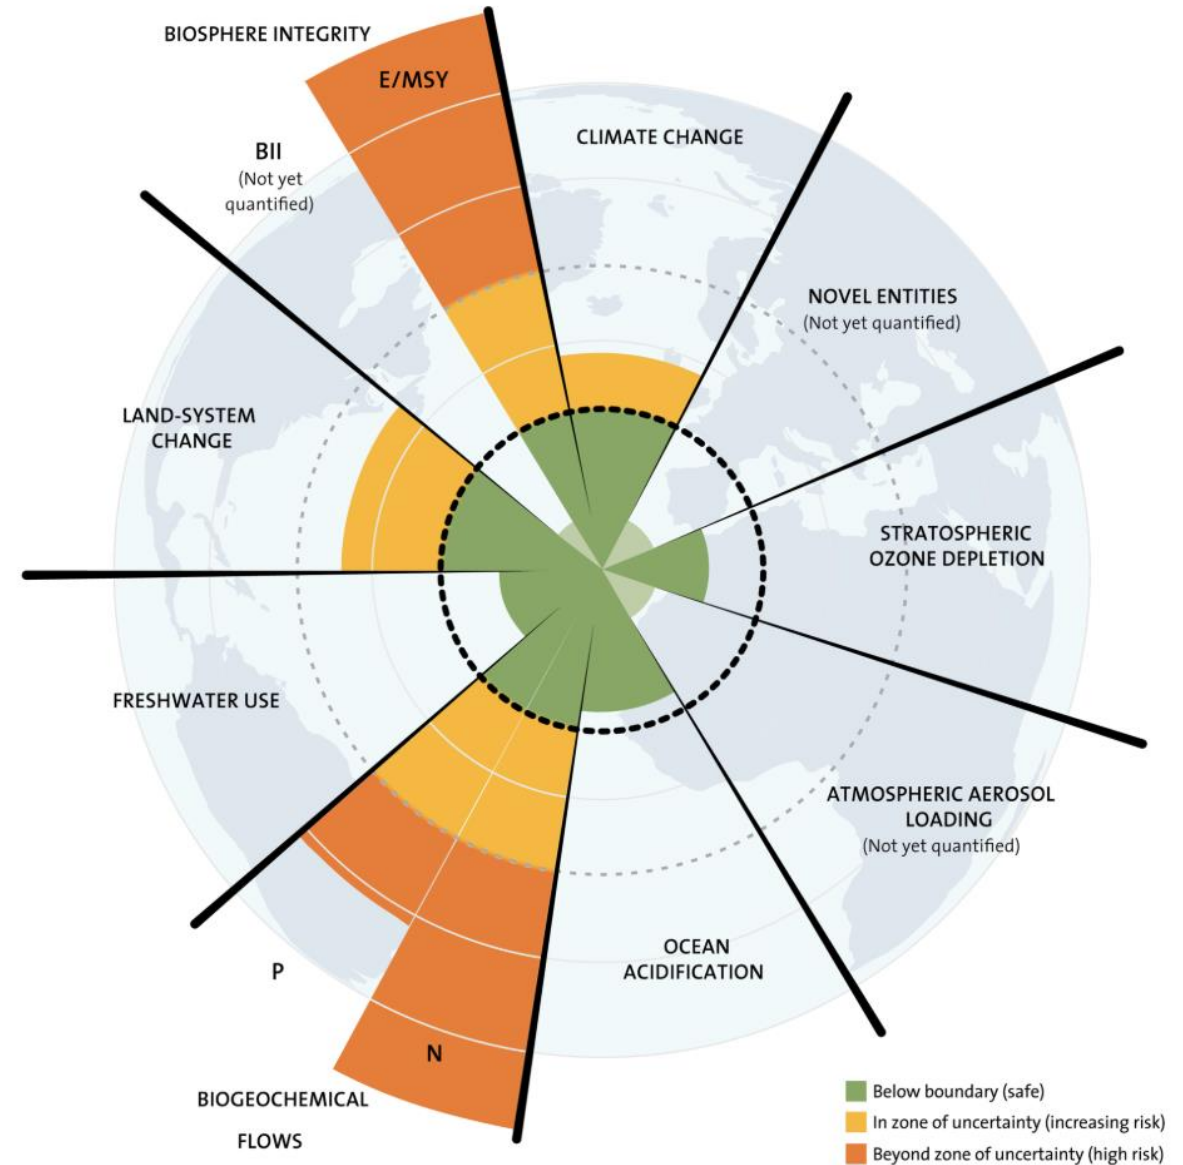 BIOSPHERE INTEGRITY
E/MSY
BII
(Not yet
quantified)
CLIMATE CHANGE
NOVEL ENTITIES
(Not yet quantified)
LAND-SYSTEM
CHANGE
STRATOSPHERIC
OZONE DEPLETION
FRESHWATER USE
ATMOSPHERIC AEROSOL
LOADING
(Not yet quantified)
OCEAN
ACIDIFICATION
P
N
BIOGEOCHEMICAL
FLOWS
Below boundary (safe)
In zone of uncertainty (increasing risk)
Beyond zone of uncertainty (high risk)